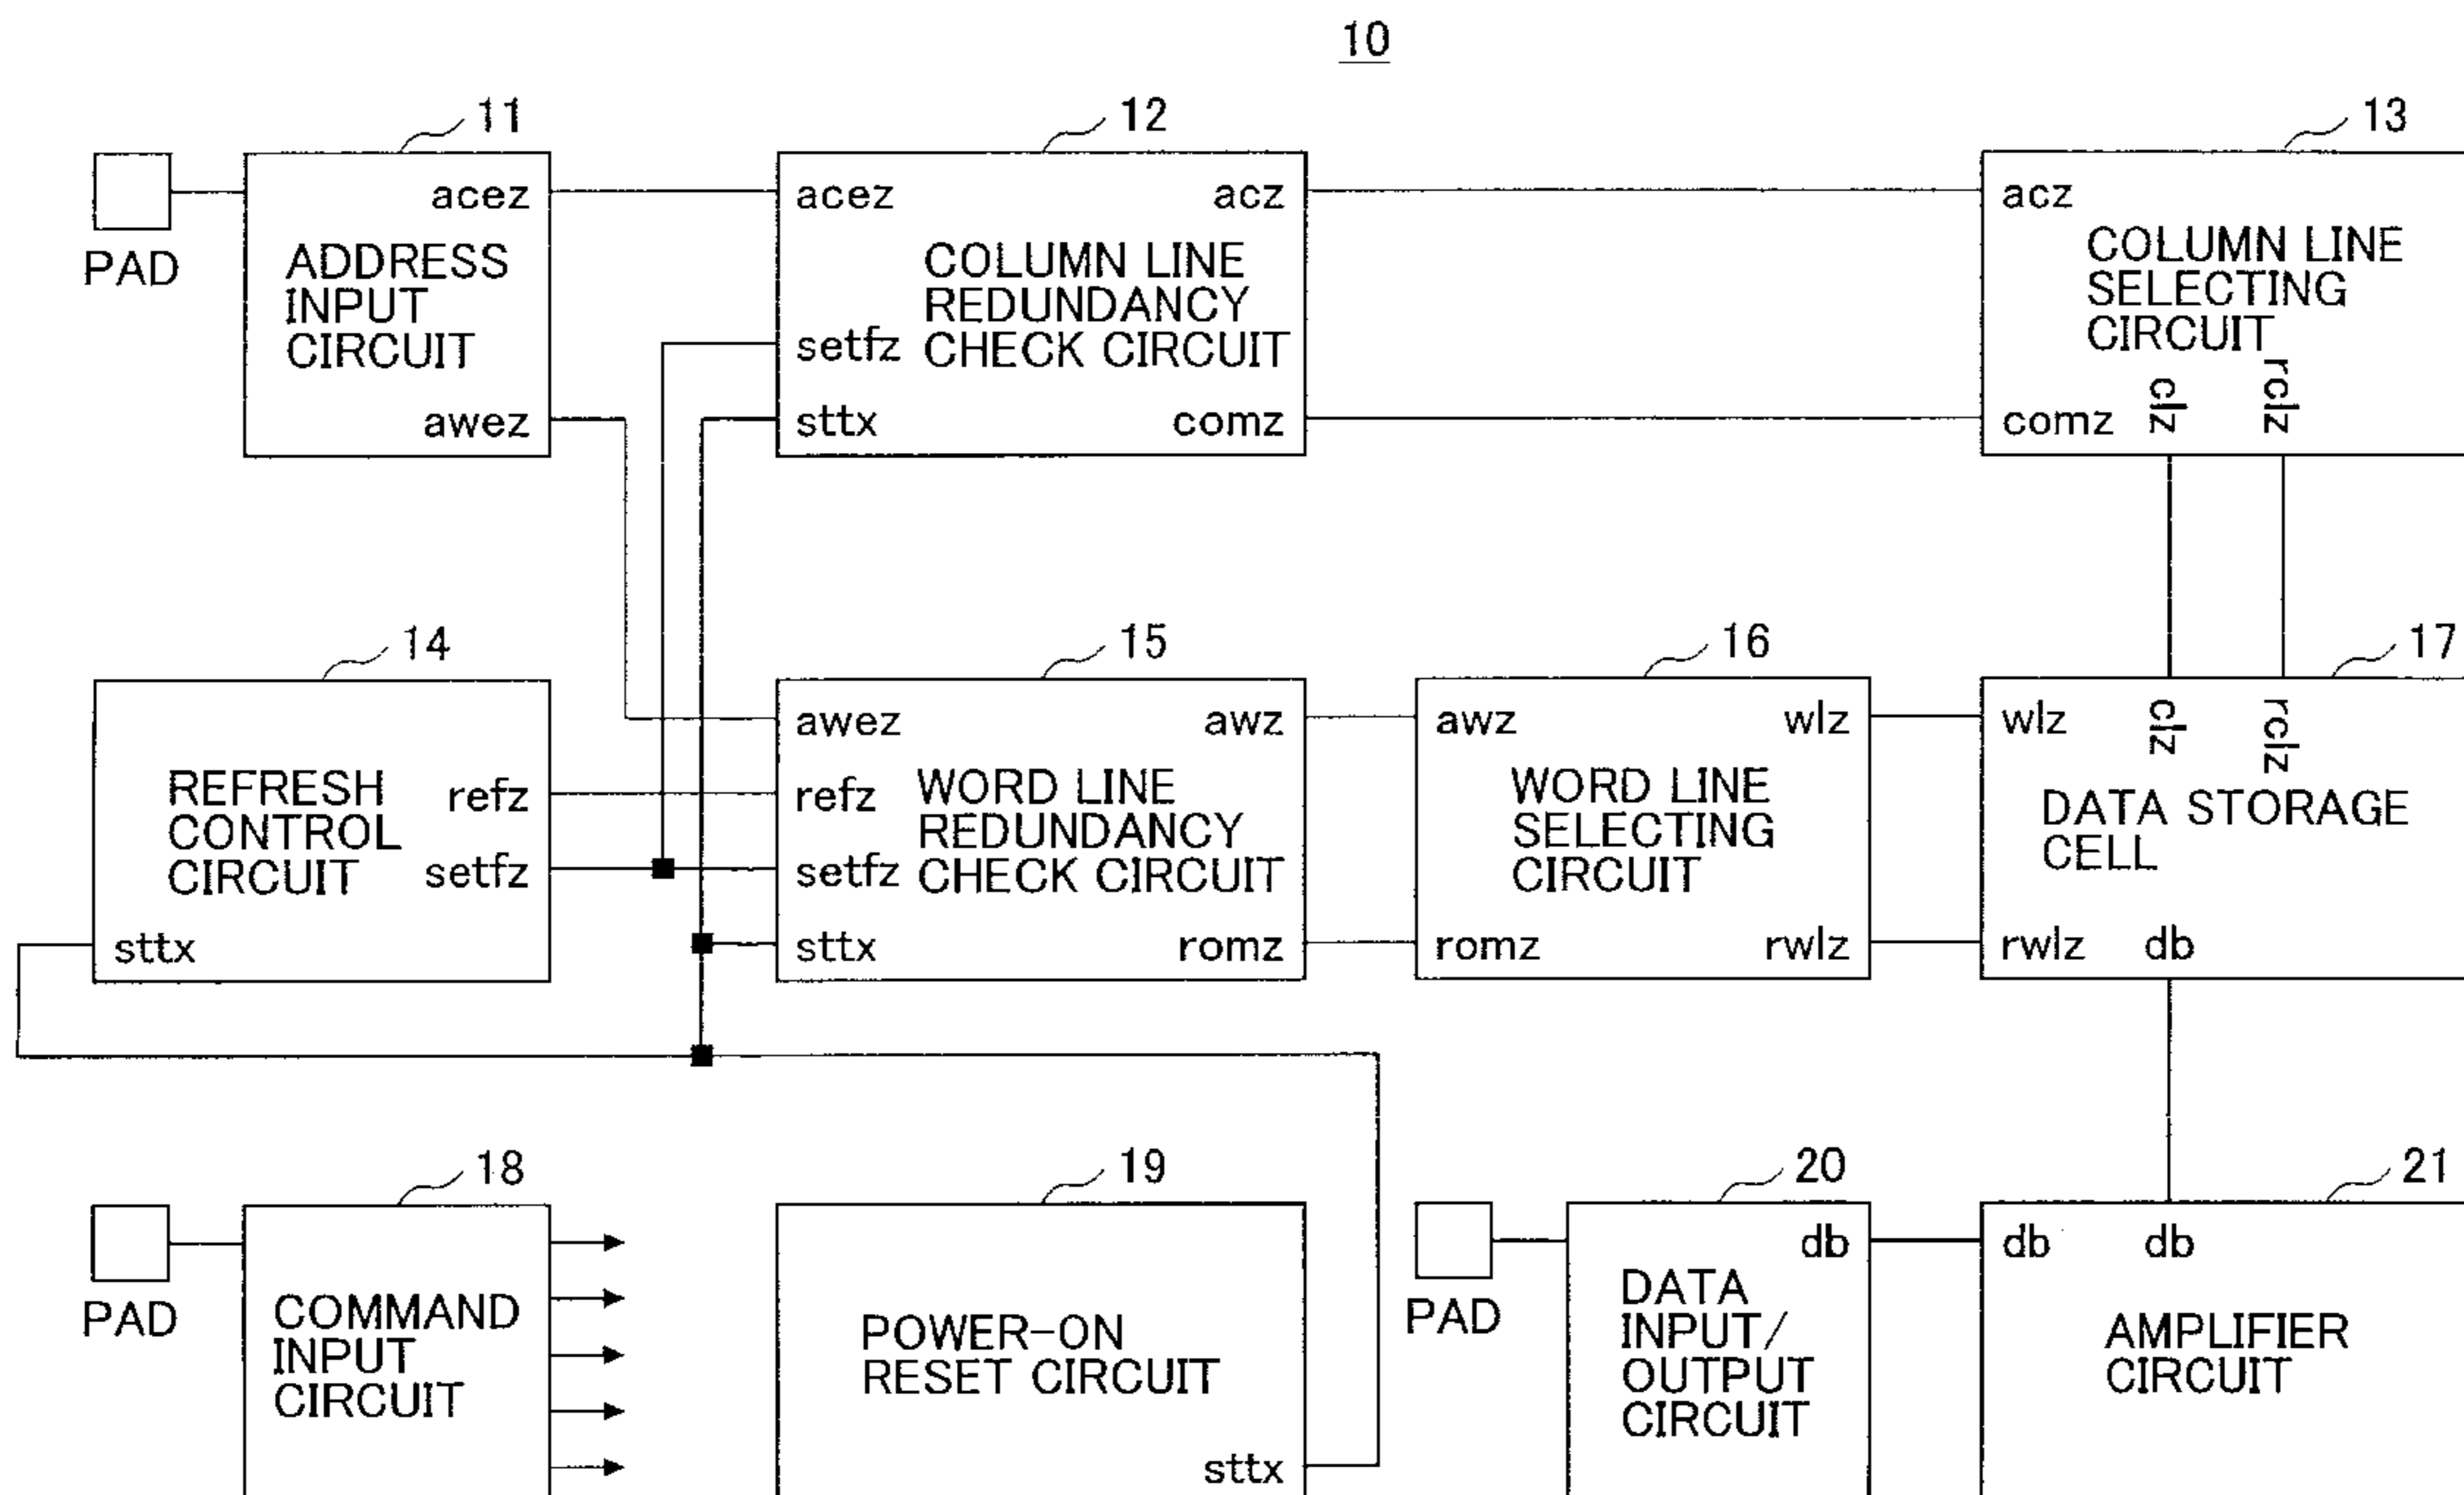 10
11
12
13
PAD
acez
ADDRESS
INPUT
CIRCUIT
awez
acez
acz
COLUMN LINE
REDUNDANCY
setfz
CHECK CIRCUIT
sttx
comz
acz
COLUMN LINE
SELECTING
CIRCUIT
comz
clz
rclz
14
15
16
17
REFRESH
CONTROL
CIRCUIT
refz
setfz
sttx
awez
awz
refz
WORD LINE
REDUNDANCY
setfz
CHECK CIRCUIT
sttx
romz
awz
wlz
WORD LINE
SELECTING
CIRCUIT
romz
rwlz
wlz
clz
rclz
DATA STORAGE
CELL
rwlz
db
18
19
20
21
PAD
COMMAND
INPUT
CIRCUIT
POWER-ON
RESET CIRCUIT
sttx
PAD
db
DATA
INPUT/
OUTPUT
CIRCUIT
db
db
AMPLIFIER
CIRCUIT